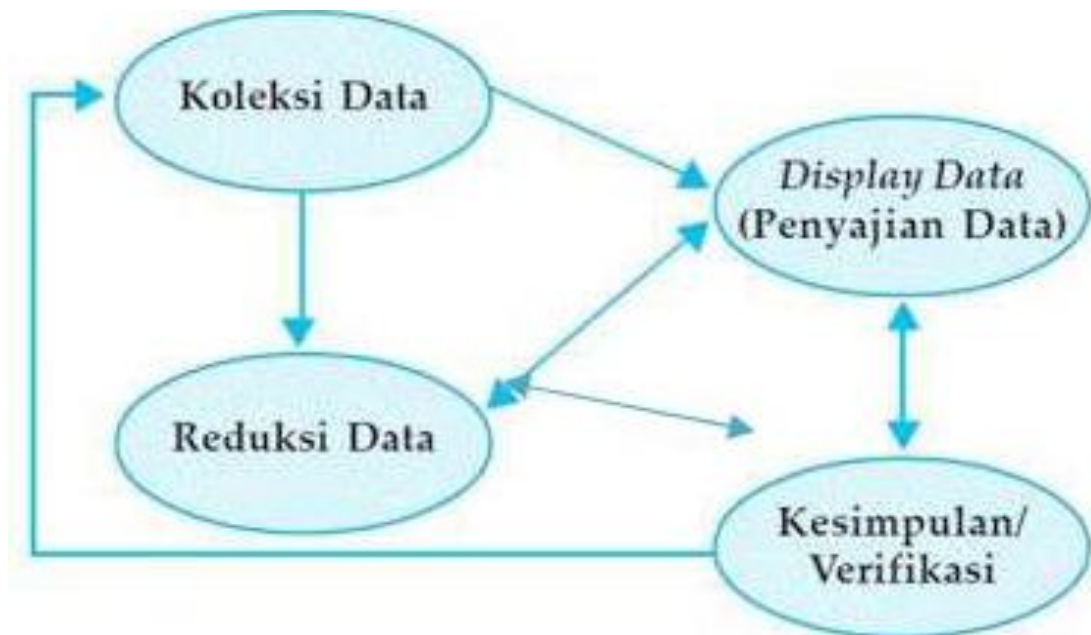 Koleksi Data
Display Data
(Penyajian Data)
Reduksi Data
Kesimpulan/
Verifikasi